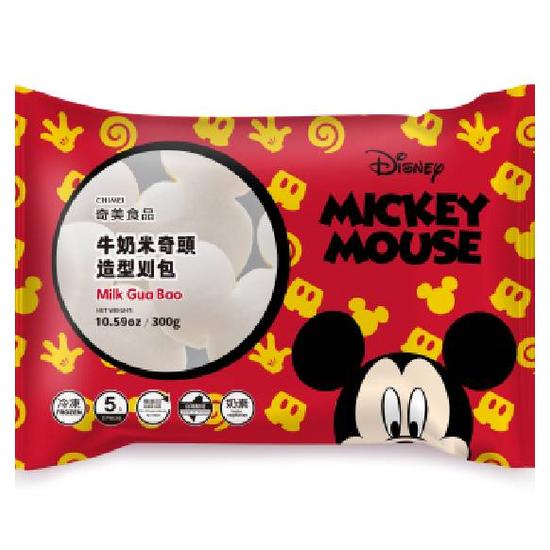 CHIMEI
奇美食品
牛奶米奇頭
造型刈包
Milk Gua Bao
NET WEIGHT:
10.59oz / 300g
Disney
MICKEY
MOUSE
冷凍
FROZEN
5
奶素